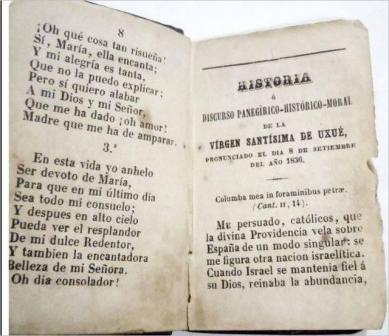 8
¡Oh qué cosa tan risueña!
Sí, María, ella encanta;
Y mi alegría es tanta,
Que no la puedo explicar;
Pero sí quiero alabar
A mi Dios y mi Señor,
Que me ha dado ¡oh amor!
Madre que me ha de amparar.
3.ª
En esta vida yo anhelo
Ser devoto de María,
Para que en mi último dia
Sea todo mi consuelo;
Y despues en alto cielo
Pueda ver el resplandor
De mi dulce Redentor,
Y tambien la encantadora
Belleza de mi Señora.
Oh dia consolador!
HISTORIA
ó
DISCURSO PANEGÍRICO-HISTÓRICO-MORAL
DE LA
VÍRGEN SANTÍSIMA DE UXUÉ,
PRONUNCIADO EL DIA 8 DE SETIEMBRE
DEL AÑO 1856.
Columba mea in foraminibus petræ.
(Cant. II, 14).
ME persuado, católicos, que
la divina Providencia vela sobre
España de un modo singular: se
me figura otra nacion israelítica.
Cuando Israel se mantenia fiel á
su Dios, reinaba la abundancia,